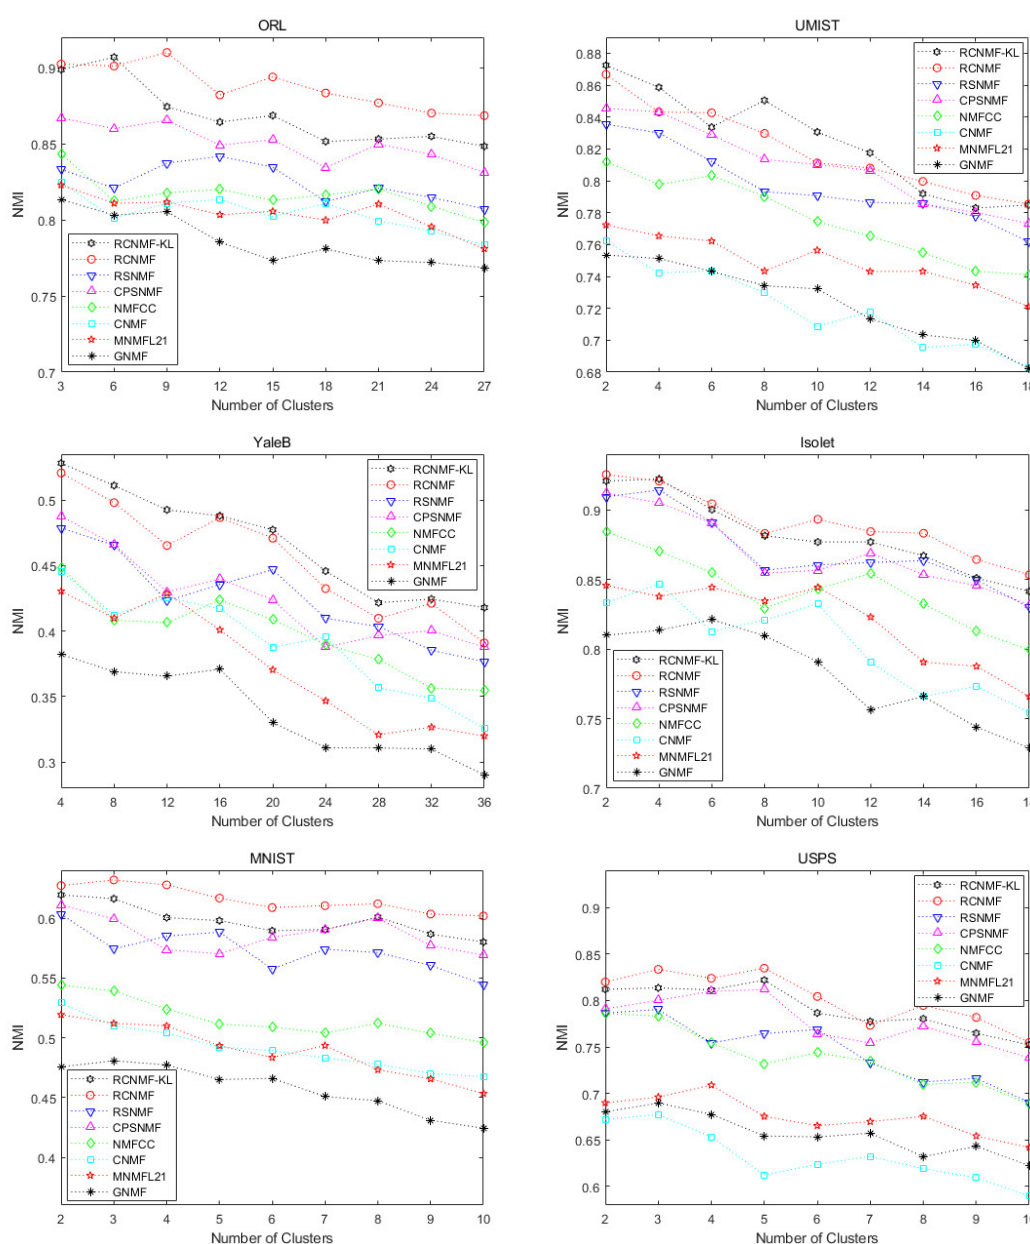 ORL
NMI
0.9
0.85
0.8
0.75
0.7
RCNMF-KL
RCNMF
RSNMF
CPSNMF
NMFCC
CNMF
MNMFL21
GNMF
3 6 9 12 15 18 21 24 27
Number of Clusters
UMIST
NMI
0.88
0.86
0.84
0.82
0.8
0.78
0.76
0.74
0.72
0.7
0.68
RCNMF-KL
RCNMF
RSNMF
CPSNMF
NMFCC
CNMF
MNMFL21
GNMF
2 4 6 8 10 12 14 16 18
Number of Clusters
YaleB
NMI
0.5
0.45
0.4
0.35
0.3
RCNMF-KL
RCNMF
RSNMF
CPSNMF
NMFCC
CNMF
MNMFL21
GNMF
4 8 12 16 20 24 28 32 36
Number of Clusters
Isolet
NMI
0.9
0.85
0.8
0.75
0.7
RCNMF-KL
RCNMF
RSNMF
CPSNMF
NMFCC
CNMF
MNMFL21
GNMF
2 4 6 8 10 12 14 16 18
Number of Clusters
MNIST
NMI
0.6
0.55
0.5
0.45
0.4
RCNMF-KL
RCNMF
RSNMF
CPSNMF
NMFCC
CNMF
MNMFL21
GNMF
2 3 4 5 6 7 8 9 10
Number of Clusters
USPS
NMI
0.9
0.85
0.8
0.75
0.7
0.65
0.6
RCNMF-KL
RCNMF
RSNMF
CPSNMF
NMFCC
CNMF
MNMFL21
GNMF
2 3 4 5 6 7 8 9 10
Number of Clusters